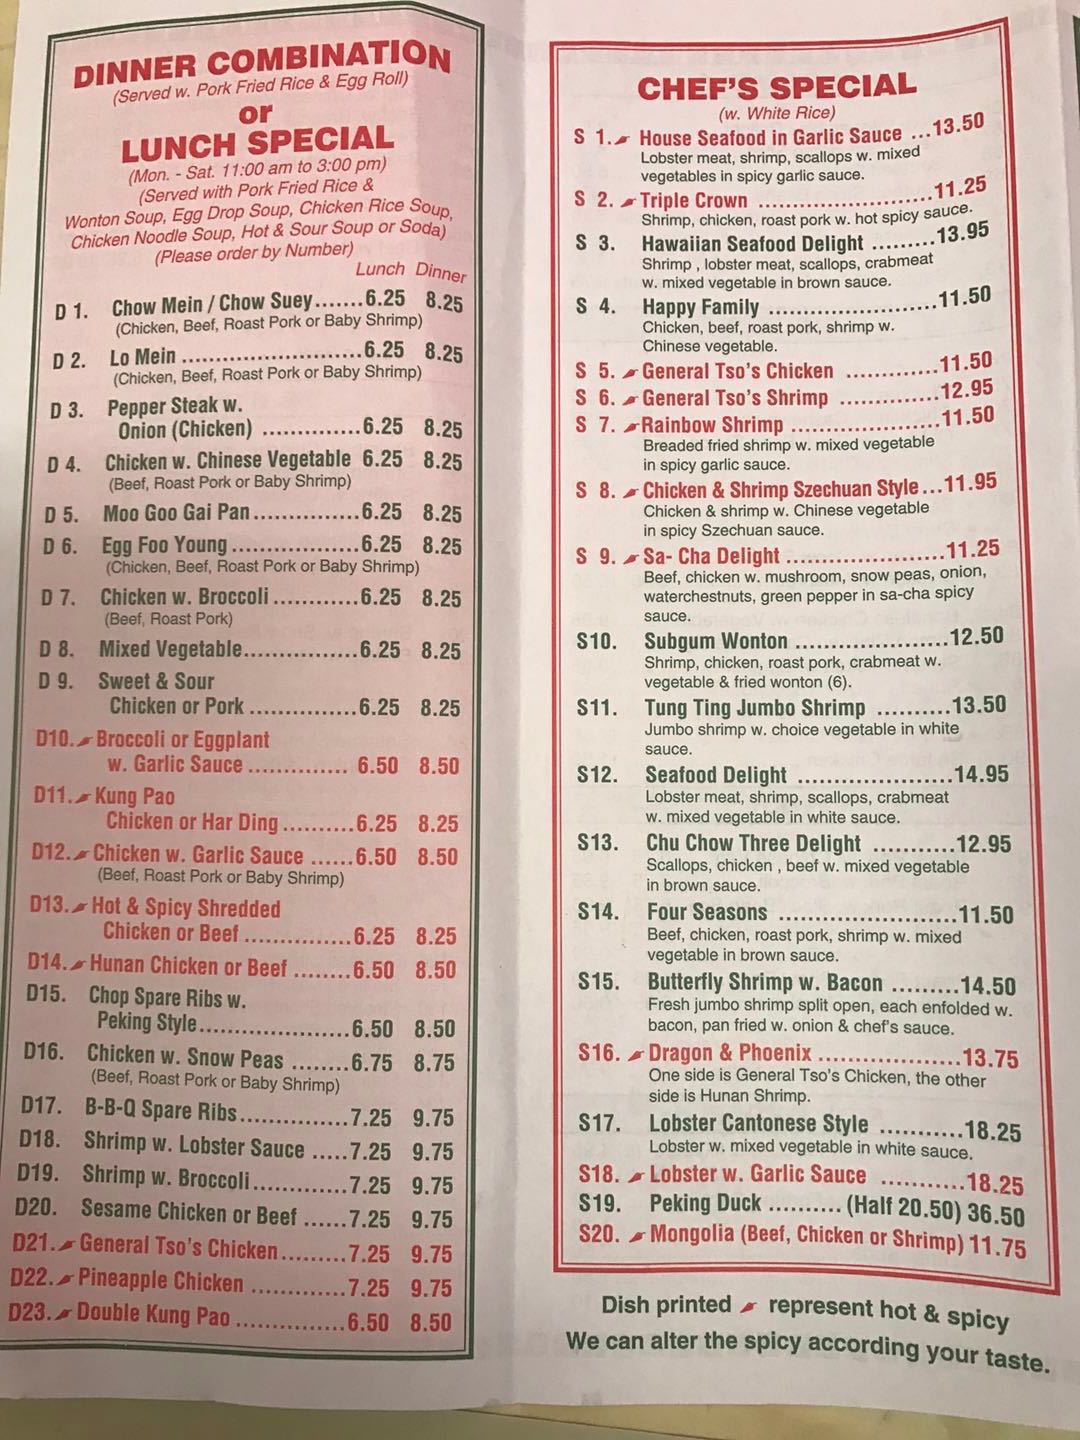 DINNER COMBINATION
(Served w. Pork Fried Rice & Egg Roll)
or
LUNCH SPECIAL
(Mon. - Sat. 11:00 am to 3:00 pm)
(Served with Pork Fried Rice &
Wonton Soup, Egg Drop Soup, Chicken Rice Soup,
Chicken Noodle Soup, Hot & Sour Soup or Soda)
(Please order by Number)
Lunch Dinner
D 1. Chow Mein / Chow Suey.......6.25 8.25
(Chicken, Beef, Roast Pork or Baby Shrimp)
D 2. Lo Mein ...........................6.25 8.25
(Chicken, Beef, Roast Pork or Baby Shrimp)
D 3. Pepper Steak w.
Onion (Chicken) ..............6.25 8.25
D 4. Chicken w. Chinese Vegetable 6.25 8.25
(Beef, Roast Pork or Baby Shrimp)
D 5. Moo Goo Gai Pan................6.25 8.25
D 6. Egg Foo Young...................6.25 8.25
(Chicken, Beef, Roast Pork or Baby Shrimp)
D 7. Chicken w. Broccoli.............6.25 8.25
(Beef, Roast Pork)
D 8. Mixed Vegetable.................6.25 8.25
D 9. Sweet & Sour
Chicken or Pork ................6.25 8.25
D10. Broccoli or Eggplant
w. Garlic Sauce .............. 6.50 8.50
D11. Kung Pao
Chicken or Har Ding...........6.25 8.25
D12. Chicken w. Garlic Sauce ......6.50 8.50
(Beef, Roast Pork or Baby Shrimp)
D13. Hot & Spicy Shredded
Chicken or Beef................6.25 8.25
D14. Hunan Chicken or Beef ........6.50 8.50
D15. Chop Spare Ribs w.
Peking Style......................6.50 8.50
D16. Chicken w. Snow Peas .......6.75 8.75
(Beef, Roast Pork or Baby Shrimp)
D17. B-B-Q Spare Ribs................7.25 9.75
D18. Shrimp w. Lobster Sauce .....7.25 9.75
D19. Shrimp w. Broccoli..............7.25 9.75
D20. Sesame Chicken or Beef ......7.25 9.75
D21. General Tso's Chicken..........7.25 9.75
D22. Pineapple Chicken ..............7.25 9.75
D23. Double Kung Pao ................6.50 8.50
CHEF'S SPECIAL
(w. White Rice)
S 1. House Seafood in Garlic Sauce ...13.50
Lobster meat, shrimp, scallops w. mixed
vegetables in spicy garlic sauce.
S 2. Triple Crown ..........................11.25
Shrimp, chicken, roast pork w. hot spicy sauce.
S 3. Hawaiian Seafood Delight .........13.95
Shrimp , lobster meat, scallops, crabmeat
w. mixed vegetable in brown sauce.
S 4. Happy Family .........................11.50
Chicken, beef, roast pork, shrimp w.
Chinese vegetable.
S 5. General Tso's Chicken .............11.50
S 6. General Tso's Shrimp ..............12.95
S 7. Rainbow Shrimp ......................11.50
Breaded fried shrimp w. mixed vegetable
in spicy garlic sauce.
S 8. Chicken & Shrimp Szechuan Style...11.95
Chicken & shrimp w. Chinese vegetable
in spicy Szechuan sauce.
S 9. Sa- Cha Delight .......................11.25
Beef, chicken w. mushroom, snow peas, onion,
waterchestnuts, green pepper in sa-cha spicy
sauce.
S10. Subgum Wonton ......................12.50
Shrimp, chicken, roast pork, crabmeat w.
vegetable & fried wonton (6).
S11. Tung Ting Jumbo Shrimp ..........13.50
Jumbo shrimp w. choice vegetable in white
sauce.
S12. Seafood Delight ......................14.95
Lobster meat, shrimp, scallops, crabmeat
w. mixed vegetable in white sauce.
S13. Chu Chow Three Delight ...........12.95
Scallops, chicken , beef w. mixed vegetable
in brown sauce.
S14. Four Seasons .........................11.50
Beef, chicken, roast pork, shrimp w. mixed
vegetable in brown sauce.
S15. Butterfly Shrimp w. Bacon .........14.50
Fresh jumbo shrimp split open, each enfolded w.
bacon, pan fried w. onion & chef's sauce.
S16. Dragon & Phoenix ....................13.75
One side is General Tso's Chicken, the other
side is Hunan Shrimp.
S17. Lobster Cantonese Style ...........18.25
Lobster w. mixed vegetable in white sauce.
S18. Lobster w. Garlic Sauce ...........18.25
S19. Peking Duck .......... (Half 20.50) 36.50
S20. Mongolia (Beef, Chicken or Shrimp) 11.75
Dish printed represent hot & spicy
We can alter the spicy according your taste.